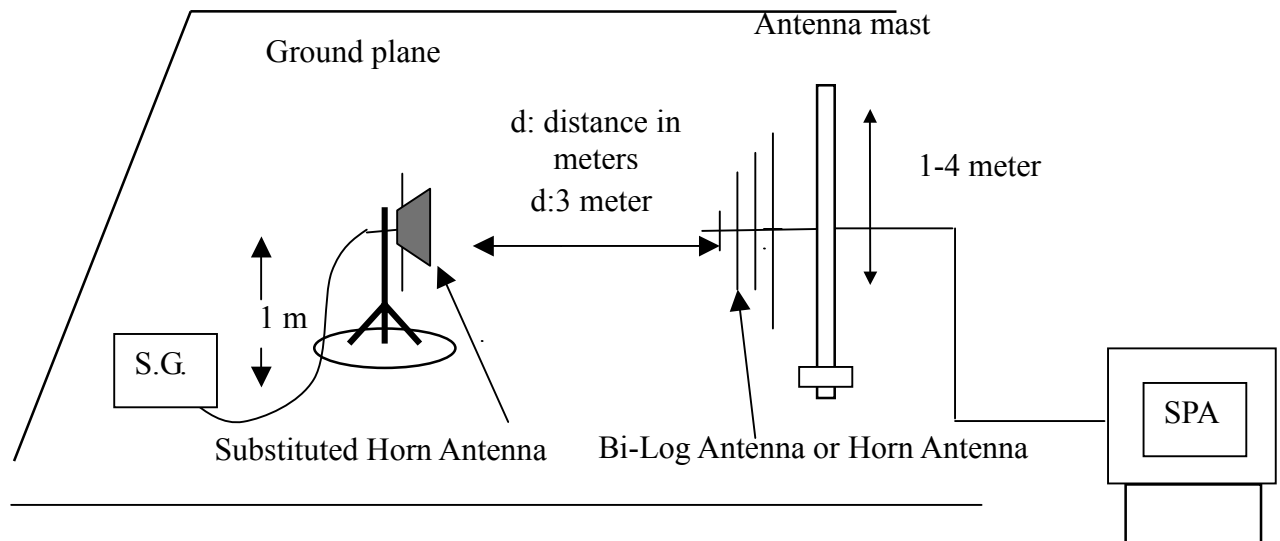 Antenna mast
Ground plane
d: distance in
meters
d:3 meter
1-4 meter
1 m
S.G.
SPA
Substituted Horn Antenna
Bi-Log Antenna or Horn Antenna